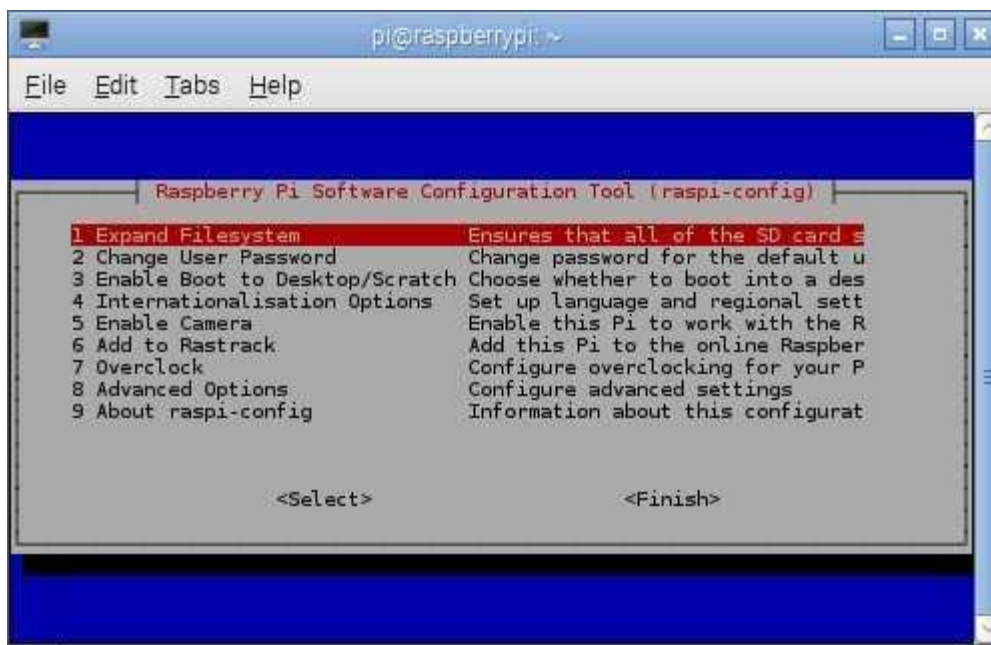 pi@raspberrypi: ~
File Edit Tabs Help
Raspberry Pi Software Configuration Tool (raspi-config)
1 Expand Filesystem Ensures that all of the SD card s
2 Change User Password Change password for the default u
3 Enable Boot to Desktop/Scratch Choose whether to boot into a des
4 Internationalisation Options Set up language and regional sett
5 Enable Camera Enable this Pi to work with the R
6 Add to Rastrack Add this Pi to the online Raspber
7 Overclock Configure overclocking for your P
8 Advanced Options Configure advanced settings
9 About raspi-config Information about this configurat
<Select> <Finish>